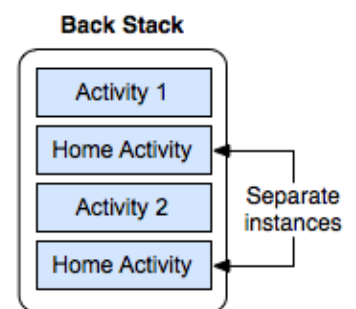 Back Stack
Activity 1
Home Activity
Activity 2
Home Activity
Separate
instances